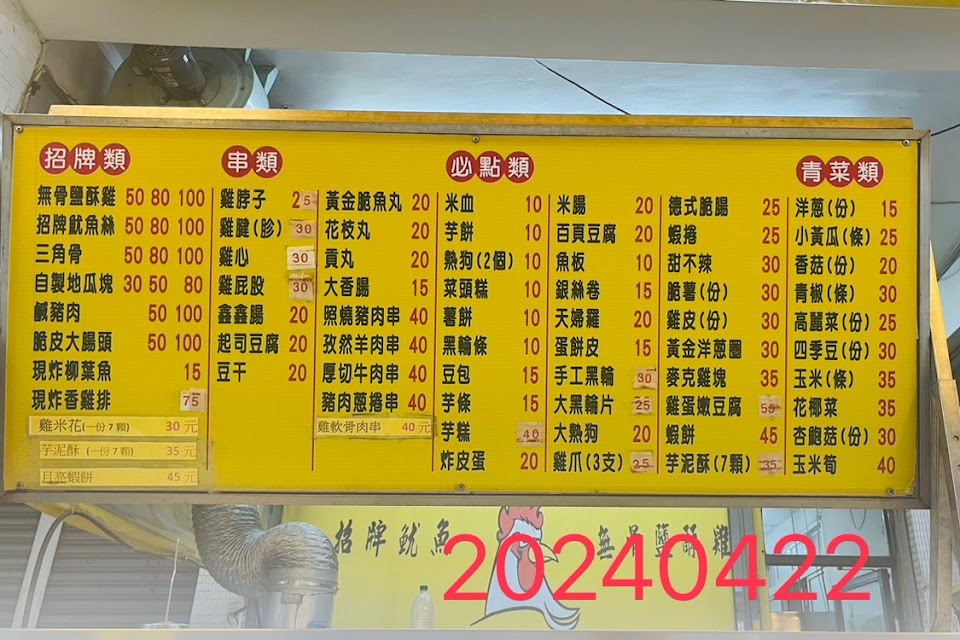 招牌類
無骨鹽酥雞 50 80 100
招牌魷魚絲 50 80 100
三角骨 50 80 100
自製地瓜塊 30 50 80
鹹豬肉 50 100
脆皮大腸頭 50 100
現炸柳葉魚 15
現炸香雞排 75
雞米花(一份7顆) 30元
芋泥酥(一份7顆) 35元
月亮蝦餅 45元
串類
雞脖子 25
雞腱(胗) 30
雞心 30
雞屁股 30
鑫鑫腸 20
起司豆腐 20
豆干 20
黃金脆魚丸 20
花枝丸 20
貢丸 20
大香腸 15
照燒豬肉串 40
孜然羊肉串 40
厚切牛肉串 40
豬肉蔥捲串 40
雞軟骨肉串 40元
必點類
米血 10
芋餅 10
熱狗(2個) 10
菜頭糕 10
薯餅 10
黑輪條 10
豆包 15
芋條 15
芋糕 40
炸皮蛋 20
米腸 20
百頁豆腐 20
魚板 10
銀絲卷 15
天婦羅 20
蛋餅皮 15
手工黑輪 30
大黑輪片 25
大熱狗 20
雞爪(3支) 25
德式脆腸 25
蝦捲 25
甜不辣 30
脆薯(份) 30
雞皮(份) 30
黃金洋蔥圈 30
麥克雞塊 35
雞蛋嫩豆腐 55
蝦餅 45
芋泥酥(7顆) 35
青菜類
洋蔥(份) 15
小黃瓜(條) 25
香菇(份) 20
青椒(條) 30
高麗菜(份) 25
四季豆(份) 30
玉米(條) 35
花椰菜 35
杏鮑菇(份) 30
玉米筍 40
招牌魷魚
無骨鹽酥雞
20240422